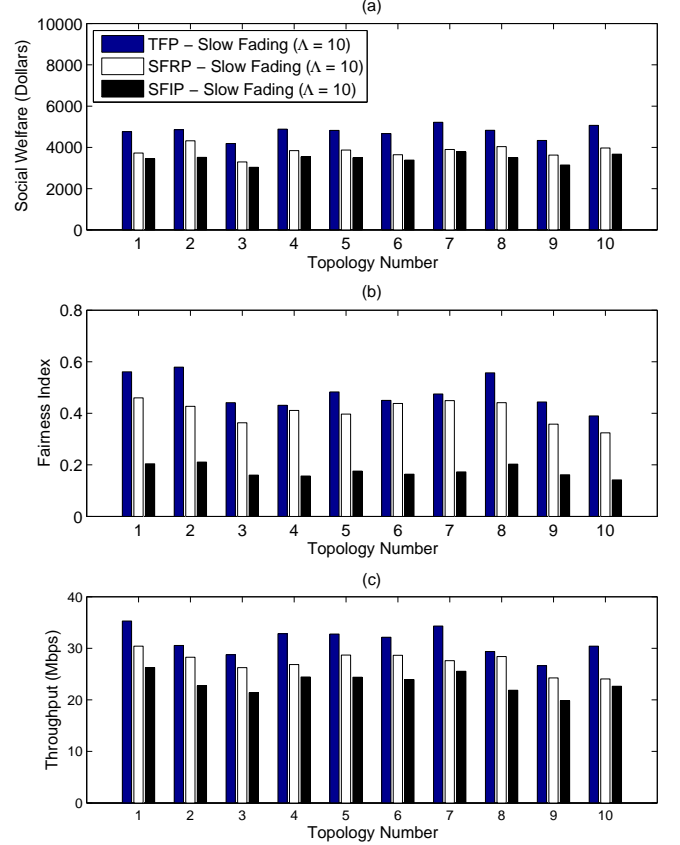 (a)
10000
8000
6000
4000
2000
0
Social Welfare (Dollars)
TFP – Slow Fading (Λ = 10)
SFRP – Slow Fading (Λ = 10)
SFIP – Slow Fading (Λ = 10)
1 2 3 4 5 6 7 8 9 10
Topology Number
(b)
0.8
0.6
0.4
0.2
0
Fairness Index
1 2 3 4 5 6 7 8 9 10
Topology Number
(c)
40
30
20
10
0
Throughput (Mbps)
1 2 3 4 5 6 7 8 9 10
Topology Number